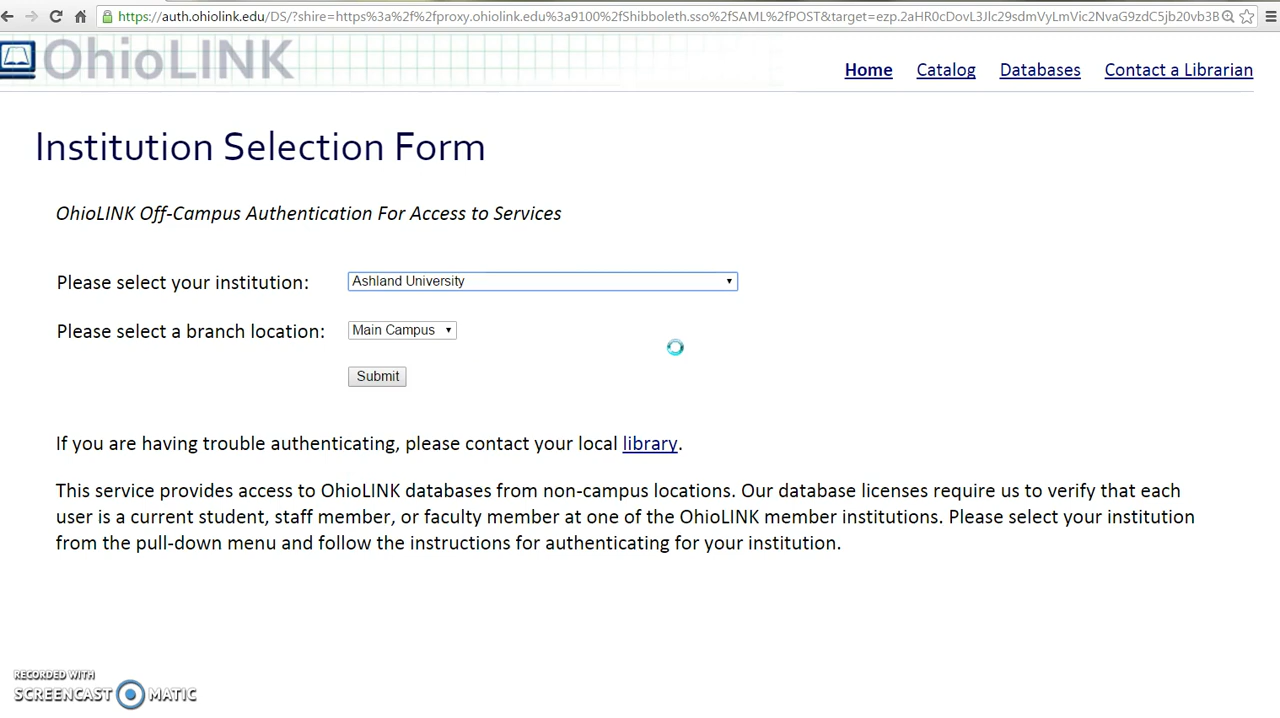 https://auth.ohiolink.edu/DS/?shire=https%3a%2f%2fproxy.ohiolink.edu%3a9100%2fShibboleth.sso%2fSAML%2fPOST&target=ezp.2aHR0cDovL3Jlc29sdmVyLmVic2NvaG9zdC5jb20vb3B
OhioLINK
Home Catalog Databases Contact a Librarian
Institution Selection Form
OhioLINK Off-Campus Authentication For Access to Services
Please select your institution: Ashland University
Please select a branch location: Main Campus
Submit
If you are having trouble authenticating, please contact your local library.
This service provides access to OhioLINK databases from non-campus locations. Our database licenses require us to verify that each
user is a current student, staff member, or faculty member at one of the OhioLINK member institutions. Please select your institution
from the pull-down menu and follow the instructions for authenticating for your institution.
RECORDED WITH
SCREENCAST MATIC